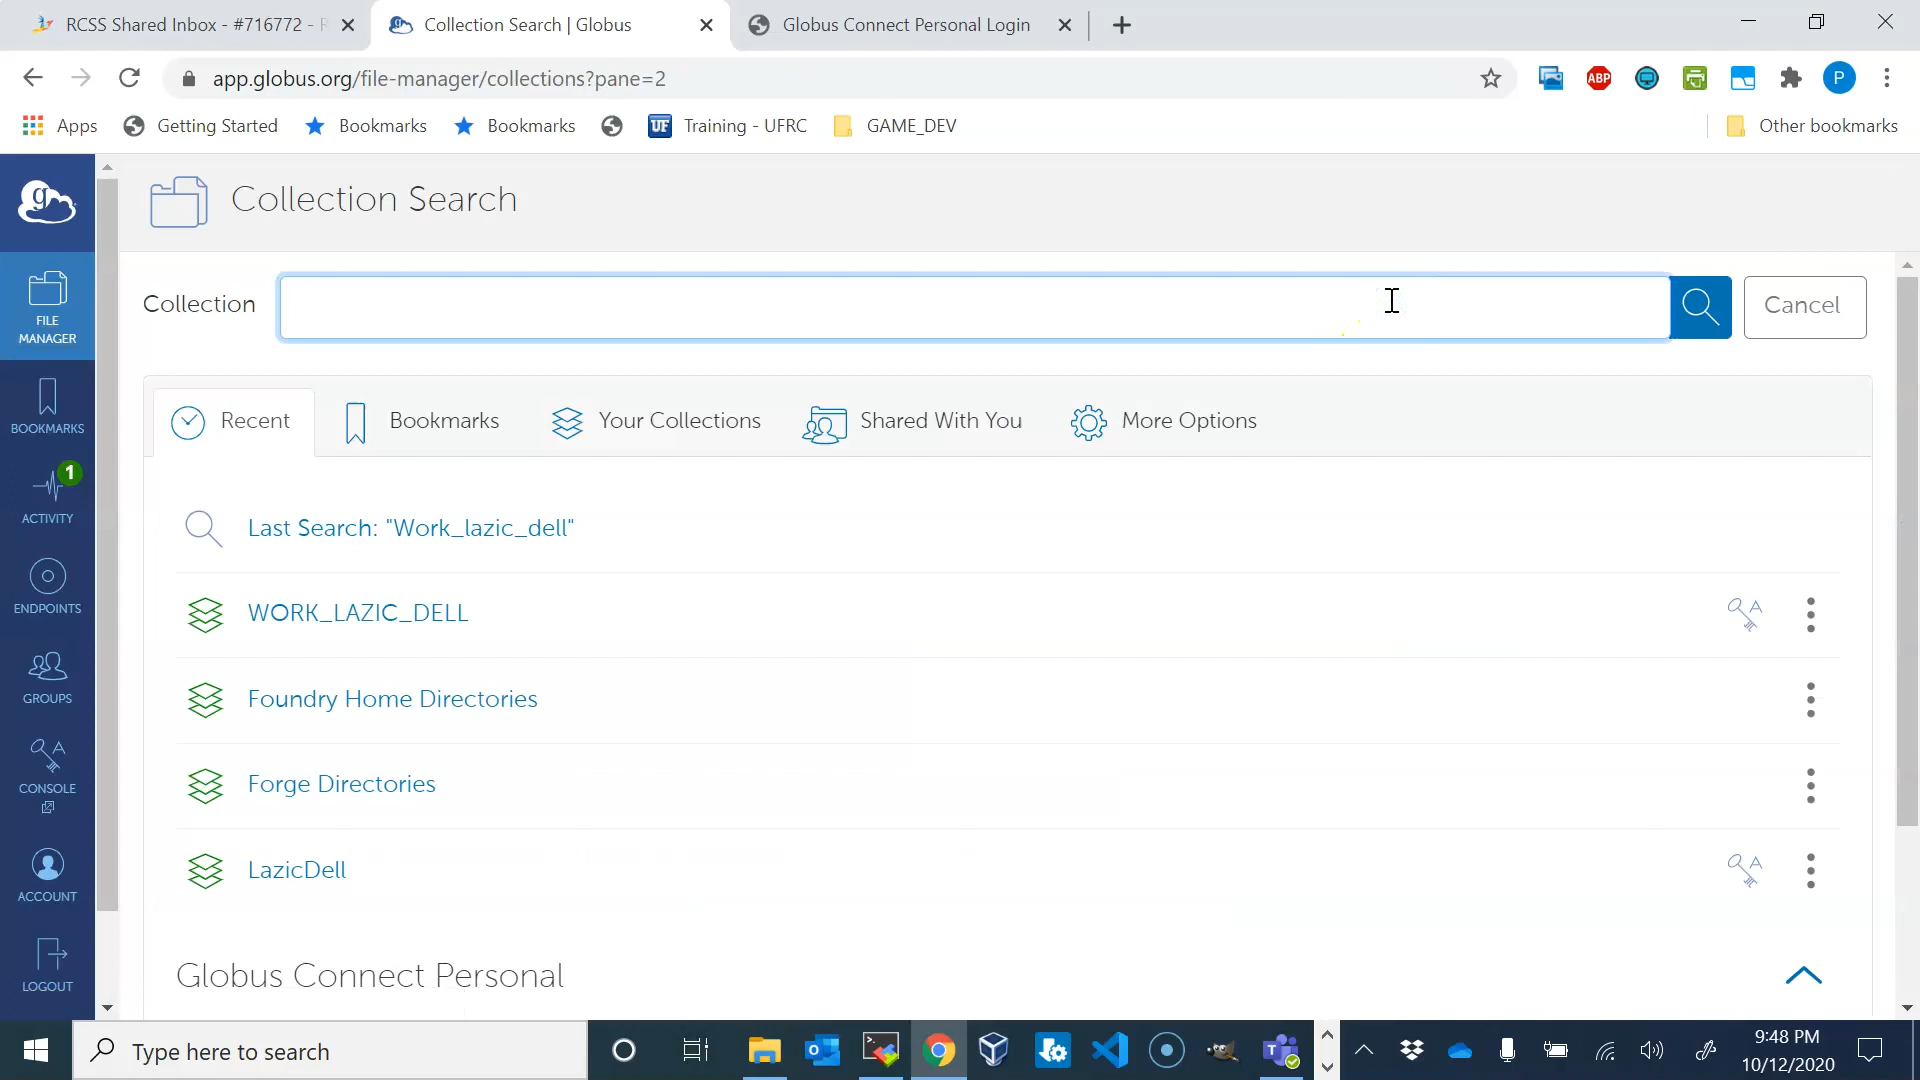 RCSS Shared Inbox - #716772 - R
Collection Search | Globus
Globus Connect Personal Login
app.globus.org/file-manager/collections?pane=2
ABP
P
Apps
Getting Started
Bookmarks
Bookmarks
UF
Training - UFRC
GAME_DEV
Other bookmarks
g
Collection Search
FILE MANAGER
Collection
Cancel
BOOKMARKS
Recent
Bookmarks
Your Collections
Shared With You
More Options
1
ACTIVITY
Last Search: "Work_lazic_dell"
ENDPOINTS
WORK_LAZIC_DELL
GROUPS
Foundry Home Directories
CONSOLE
Forge Directories
ACCOUNT
LazicDell
LOGOUT
Globus Connect Personal
Type here to search
9:48 PM
10/12/2020